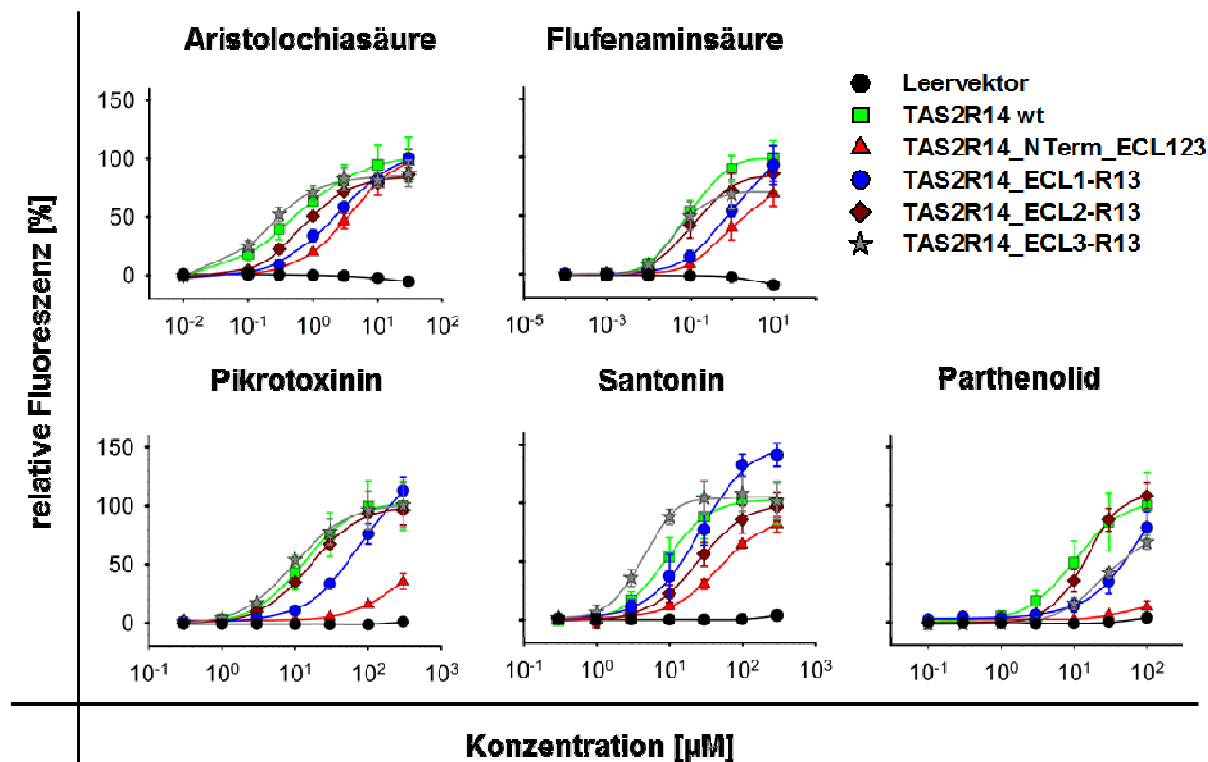 Aristolochiasäure
Flufenaminsäure
Leervektor
TAS2R14 wt
TAS2R14_NTerm_ECL123
TAS2R14_ECL1-R13
TAS2R14_ECL2-R13
TAS2R14_ECL3-R13
150
100
50
0
10-2 10-1 100 101 102
10-5 10-3 10-1 101
Pikrotoxinin
Santonin
Parthenolid
150
100
50
0
10-1 100 101 102 103
10-1 100 101 102 103
10-1 100 101 102
relative Fluoreszenz [%]
Konzentration [µM]